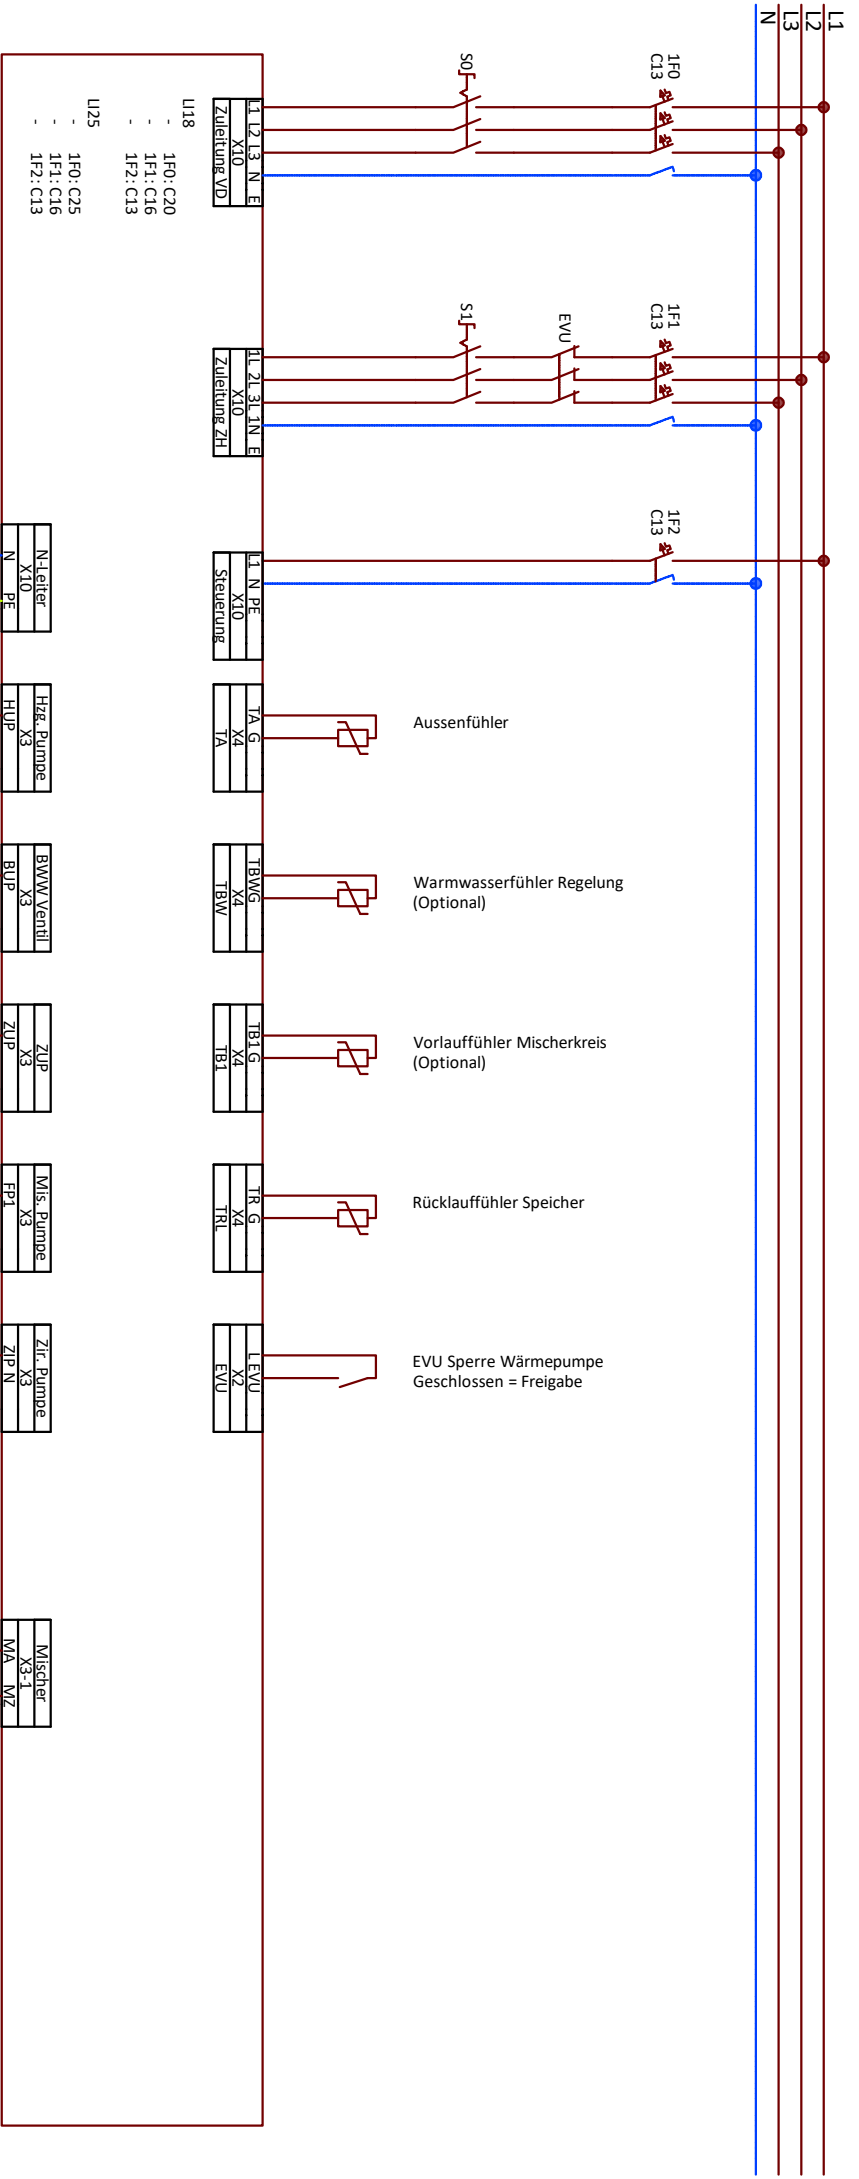 L1
L2
L3
N
1F0
C13
S0
L1 L2 L3 N E
X10
Zuleitung VD
LI18
- 1F0: C20
- 1F1: C16
- 1F2: C13
LI25
- 1F0: C25
- 1F1: C16
- 1F2: C13
1F1
C13
EVU
S1
1L 2L 3L 1N E
X10
Zuleitung ZH
1F2
C13
L1 N PE
X10
Steuerung
N-Leiter
X10
N PE
Aussenfühler
TA G
X4
TA
Hzg. Pumpe
X3
HUP
Warmwasserfühler Regelung
(Optional)
TBWG
X4
TBW
BWW Ventil
X3
BUP
Vorlauffühler Mischerkreis
(Optional)
TB1 G
X4
TB1
ZUP
X3
ZUP
Rücklauffühler Speicher
TR G
X4
TRL
Mis. Pumpe
X3
FP1
EVU Sperre Wärmepumpe
Geschlossen = Freigabe
L EVU
X2
EVU
Zir. Pumpe
X3
ZIP N
Mischer
X3-1
MA MZ